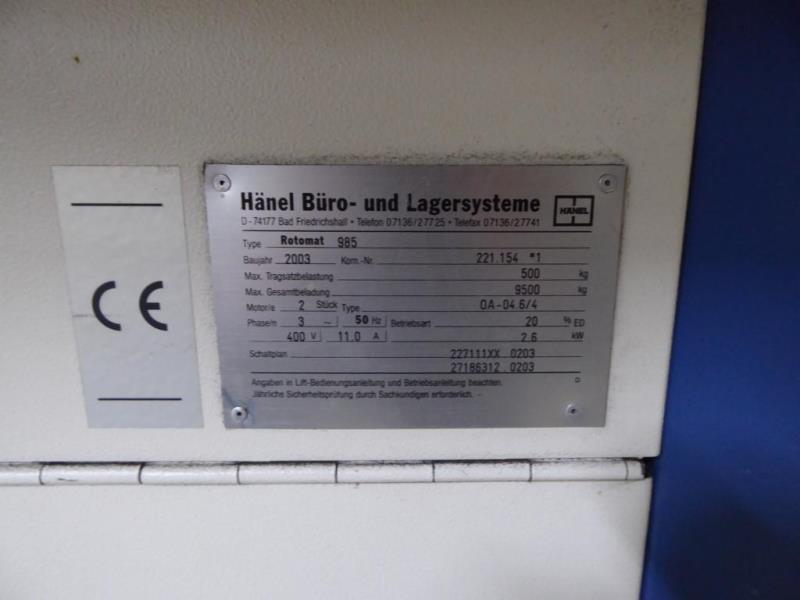 CE
Hänel Büro- und Lagersysteme
HÄNEL
D-74177 Bad Friedrichshall • Telefon 07136/27725 • Telefax 07136/27741
Type Rotomat 985
Baujahr 2003 Kom.-Nr. 221.154 *1
Max. Tragsatzbelastung 500 kg
Max. Gesamtbeladung 9500 kg
Motor/e 2 Stück Type OA-04.6/4
Phase/n 3 ~ 50 Hz Betriebsart 20 % ED
400 V 11.0 A 2.6 kW
Schaltplan 227111XX 0203
27186312 0203
Angaben in Lift-Bedienungsanleitung und Betriebsanleitung beachten.
Jährliche Sicherheitsprüfung durch Sachkundigen erforderlich.